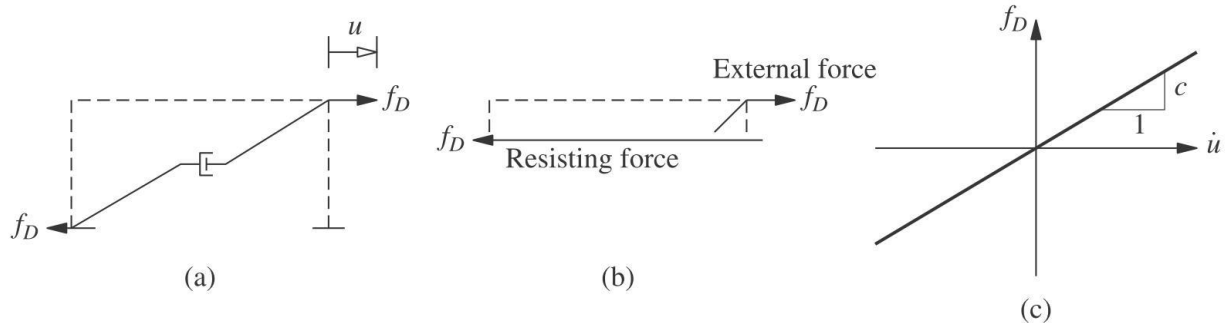 u
f_D
f_D
(a)
External force
f_D
f_D
Resisting force
(b)
f_D
c
1
u̇
(c)